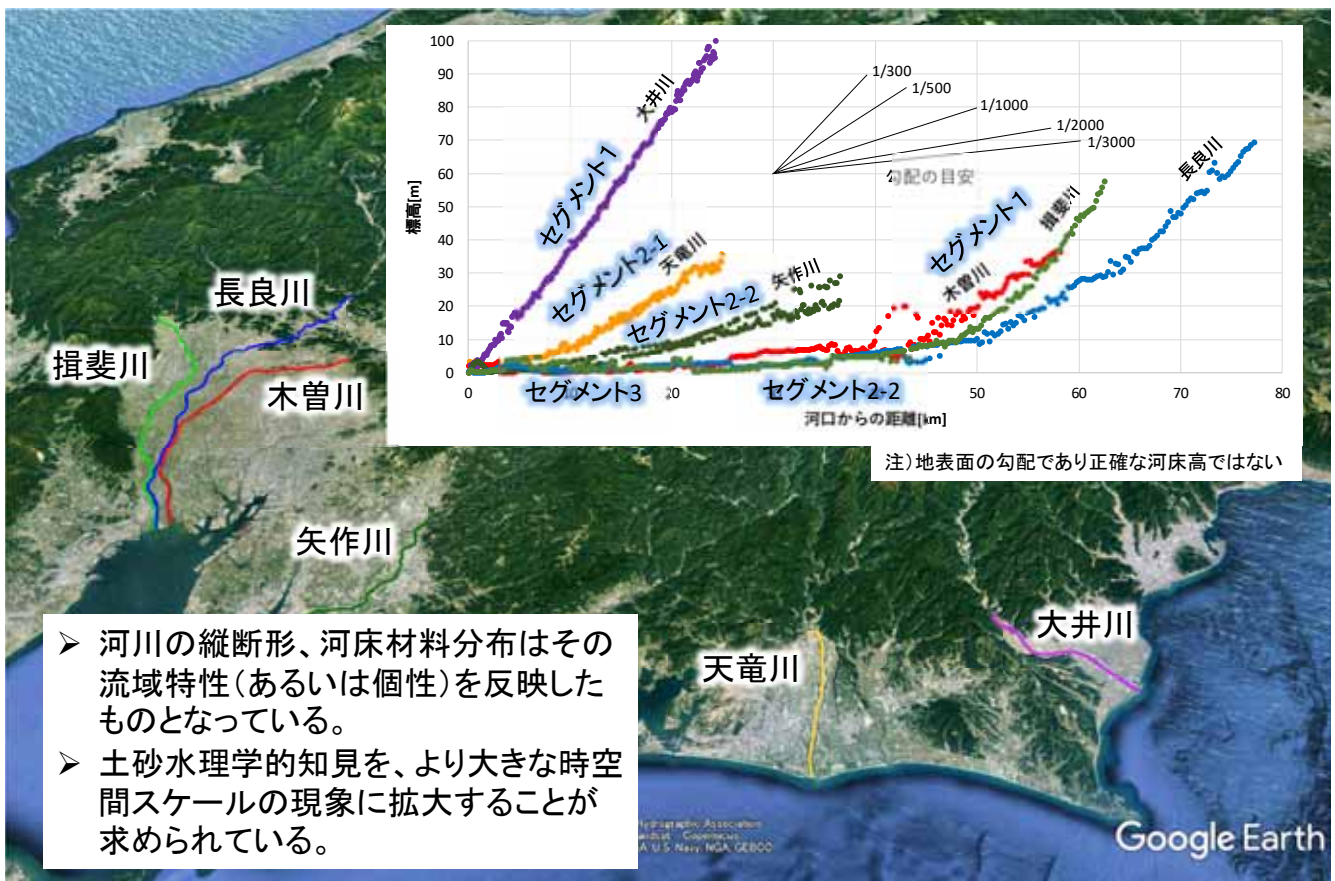 100
90
80
70
60
50
40
30
20
10
0
標高[m]
20
40
50
60
70
80
河口からの距離[km]
1/300
1/500
1/1000
1/2000
1/3000
勾配の目安
大井川
セグメント1
天竜川
セグメント2-1
矢作川
セグメント2-2
セグメント1
木曽川
揖斐川
長良川
セグメント3
セグメント2-2
注)地表面の勾配であり正確な河床高ではない
長良川
揖斐川
木曽川
矢作川
天竜川
大井川
➢ 河川の縦断形、河床材料分布はその
流域特性(あるいは個性)を反映した
ものとなっている。
➢ 土砂水理学的知見を、より大きな時空
間スケールの現象に拡大することが
求められている。
Hydrographic Association
Landsat Copernicus
U.S. Navy, NGA, GEBCO
Google Earth